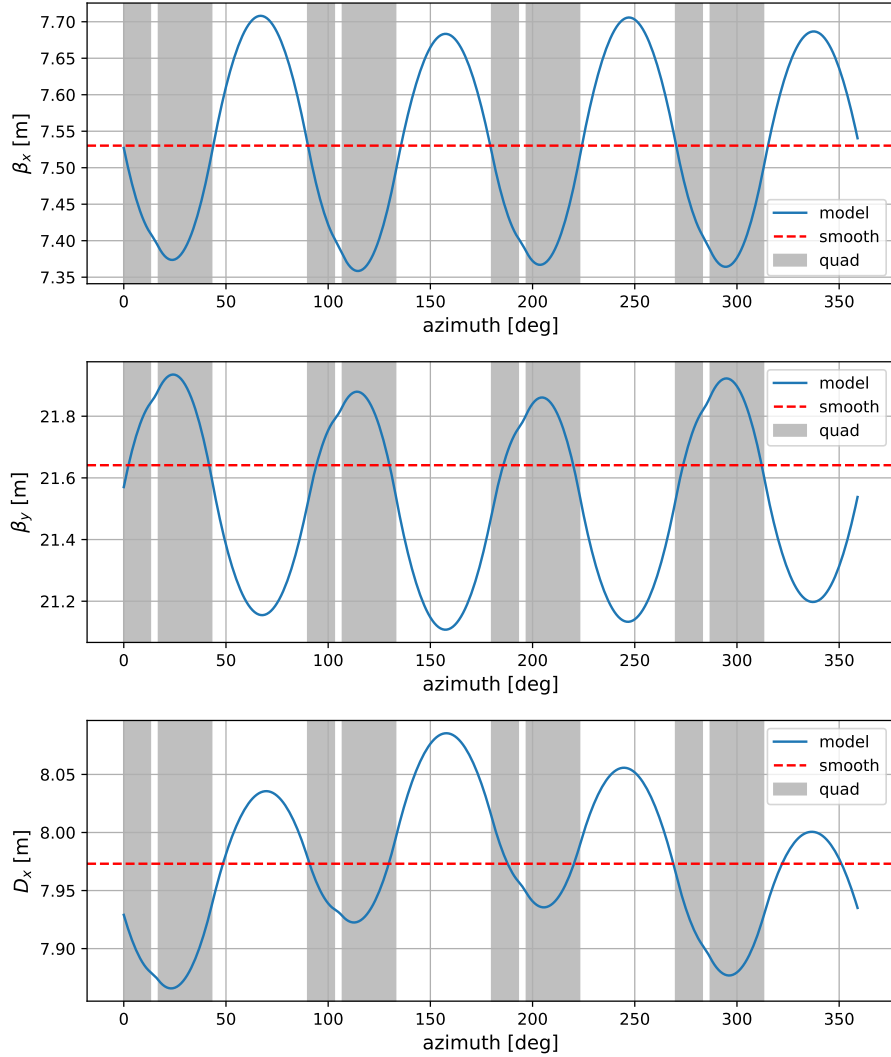 7.70
7.65
7.60
7.55
7.50
7.45
7.40
7.35
βx [m]
0 50 100 150 200 250 300 350
azimuth [deg]
model
smooth
quad
21.8
21.6
21.4
21.2
βy [m]
0 50 100 150 200 250 300 350
azimuth [deg]
model
smooth
quad
8.05
8.00
7.95
7.90
Dx [m]
0 50 100 150 200 250 300 350
azimuth [deg]
model
smooth
quad